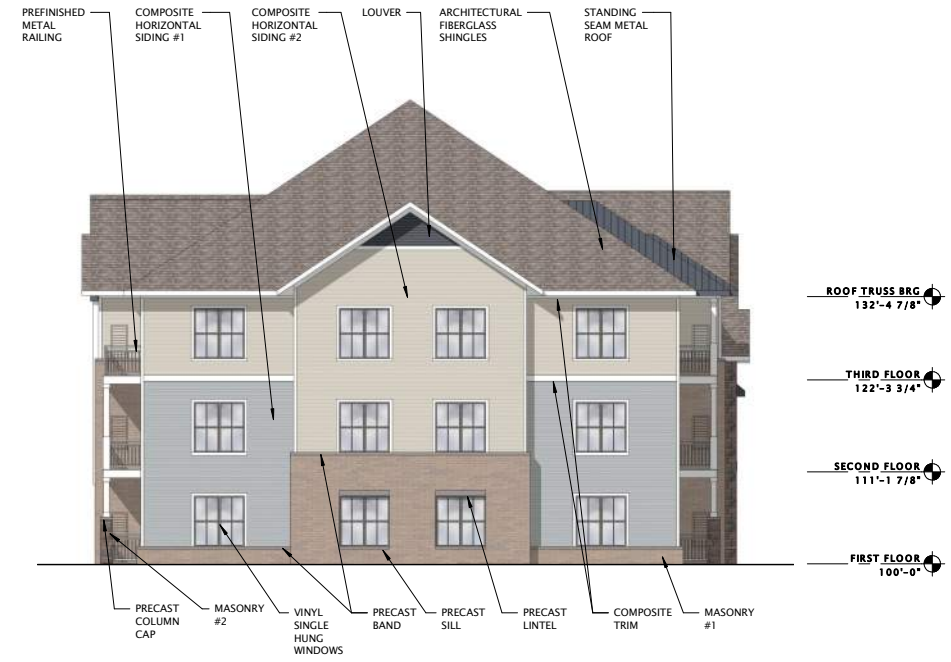 PREFINISHED
METAL
RAILING
COMPOSITE
HORIZONTAL
SIDING #1
COMPOSITE
HORIZONTAL
SIDING #2
LOUVER
ARCHITECTURAL
FIBERGLASS
SHINGLES
STANDING
SEAM METAL
ROOF
ROOF TRUSS BRG
132'-4 7/8"
THIRD FLOOR
122'-3 3/4"
SECOND FLOOR
111'-1 7/8"
FIRST FLOOR
100'-0"
PRECAST
COLUMN
CAP
MASONRY
#2
VINYL
SINGLE
HUNG
WINDOWS
PRECAST
BAND
PRECAST
SILL
PRECAST
LINTEL
COMPOSITE
TRIM
MASONRY
#1